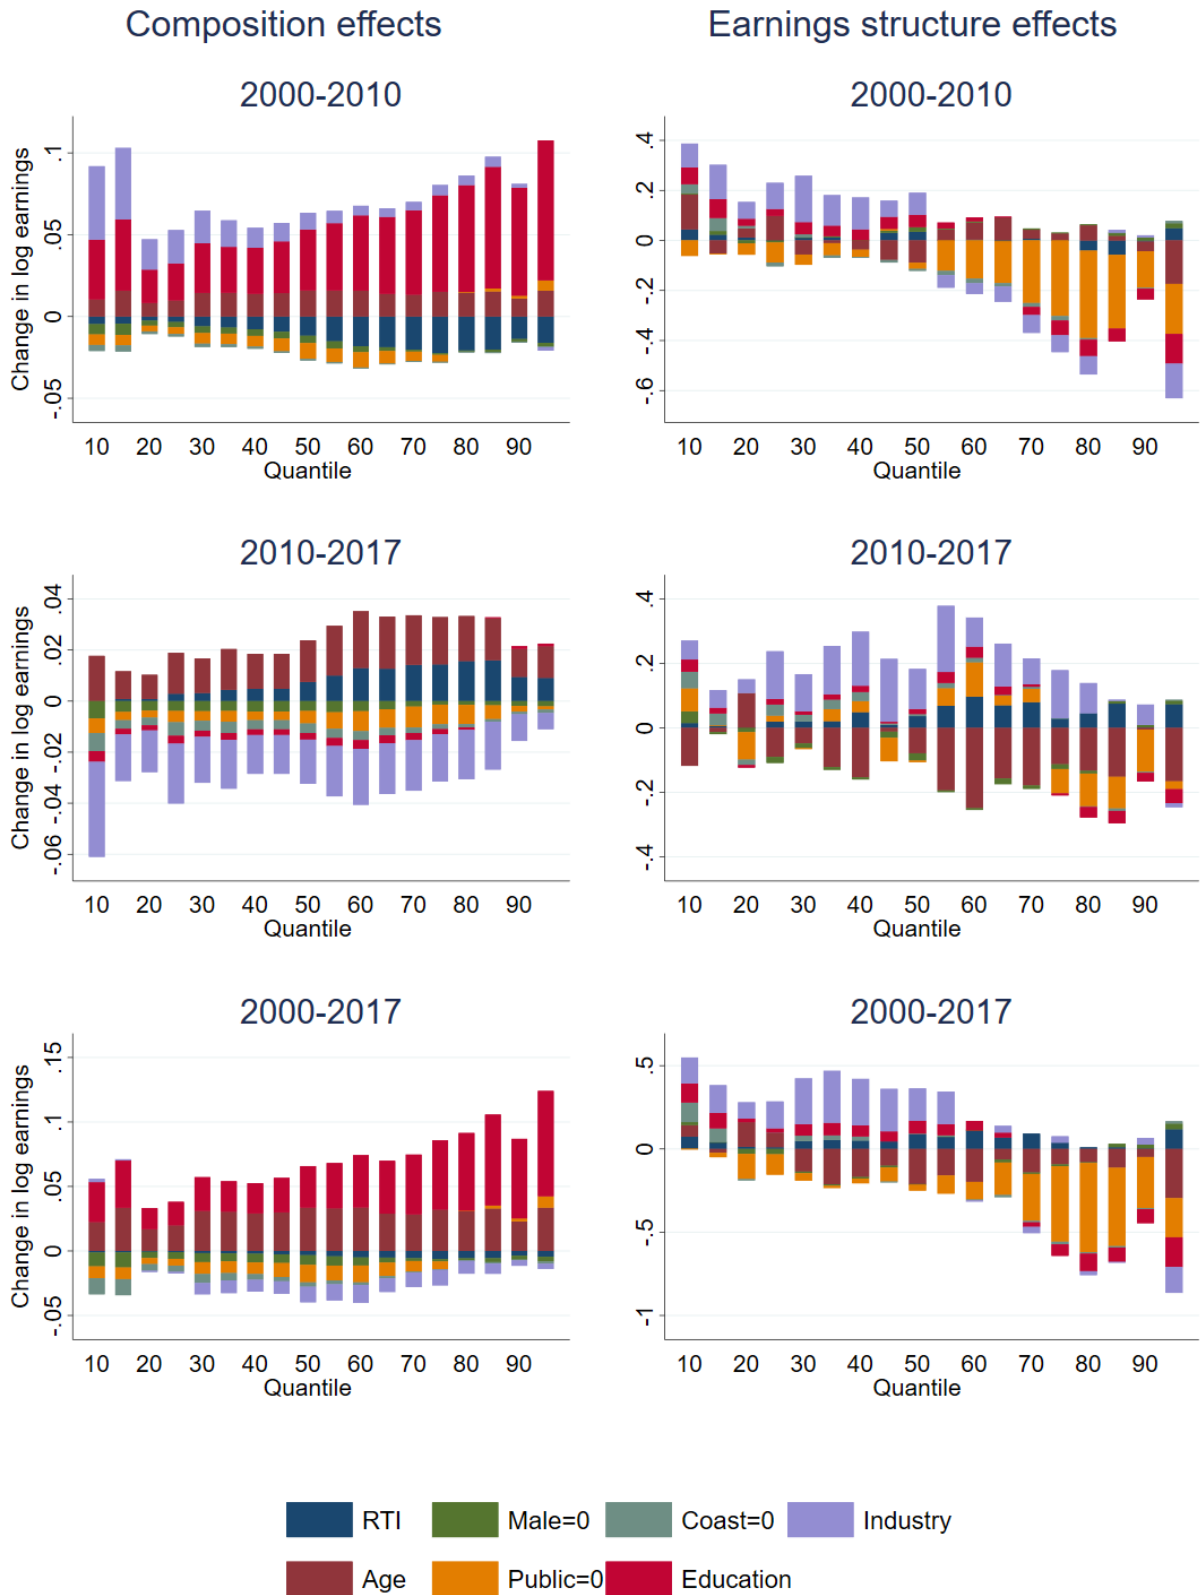 Composition effects
Earnings structure effects
2000-2010
Change in log earnings
.1
.05
0
-.05
10 20 30 40 50 60 70 80 90
Quantile
2000-2010
.4
.2
0
-.2
-.4
-.6
10 20 30 40 50 60 70 80 90
Quantile
2010-2017
Change in log earnings
.04
.02
0
-.02
-.04
-.06
10 20 30 40 50 60 70 80 90
Quantile
2010-2017
.4
.2
0
-.2
-.4
10 20 30 40 50 60 70 80 90
Quantile
2000-2017
Change in log earnings
.15
.1
.05
0
-.05
10 20 30 40 50 60 70 80 90
Quantile
2000-2017
.5
0
-.5
-1
10 20 30 40 50 60 70 80 90
Quantile
RTI Male=0 Coast=0 Industry
Age Public=0 Education